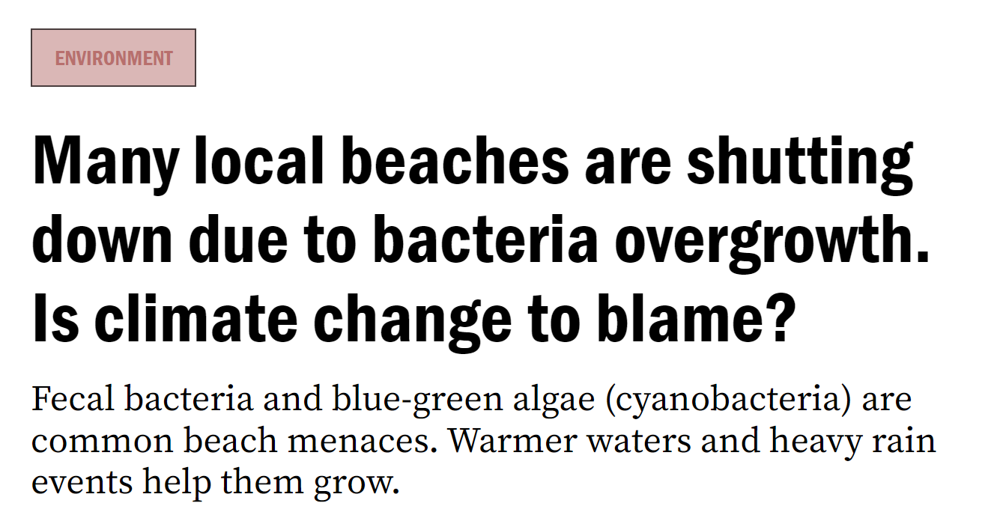 ENVIRONMENT
Many local beaches are shutting
down due to bacteria overgrowth.
Is climate change to blame?
Fecal bacteria and blue-green algae (cyanobacteria) are
common beach menaces. Warmer waters and heavy rain
events help them grow.